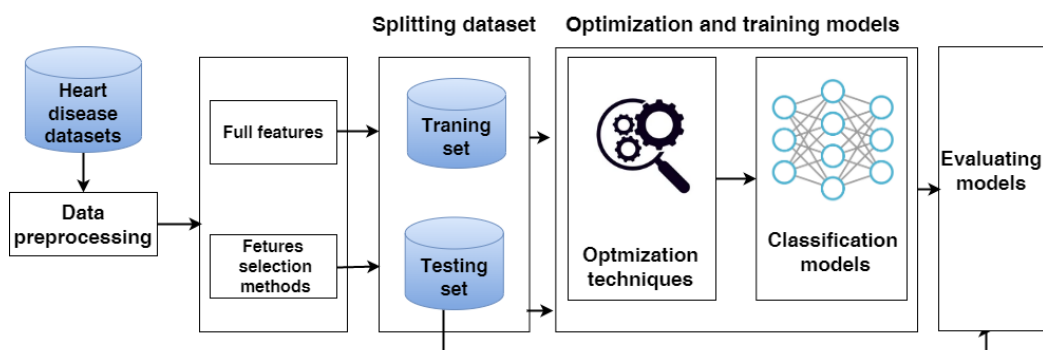 Splitting dataset
Optimization and training models
Heart
disease
datasets
Data
preprocessing
Full features
Fetures
selection
methods
Traning
set
Testing
set
Optmization
techniques
Classification
models
Evaluating
models